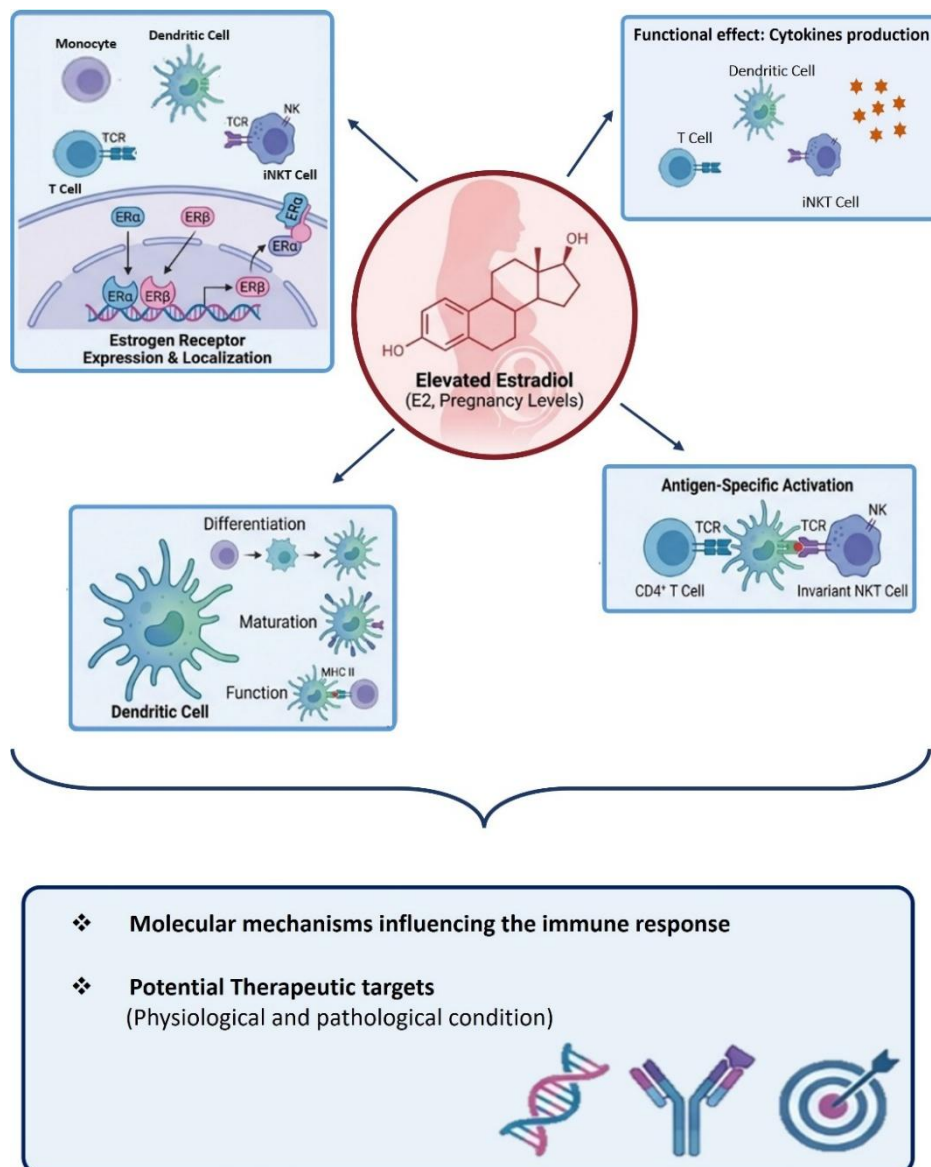 Monocyte
Dendritic Cell
TCR
T Cell
TCR
NK
iNKT Cell
ERα
ERβ
ERα
ERα
ERα
ERβ
ERβ
Estrogen Receptor
Expression & Localization
Functional effect: Cytokines production
Dendritic Cell
T Cell
iNKT Cell
OH
HO
Elevated Estradiol
(E2, Pregnancy Levels)
Differentiation
Maturation
MHC II
Function
Dendritic Cell
Antigen-Specific Activation
TCR
TCR
NK
CD4⁺ T Cell
Invariant NKT Cell
❖ Molecular mechanisms influencing the immune response
❖ Potential Therapeutic targets
(Physiological and pathological condition)